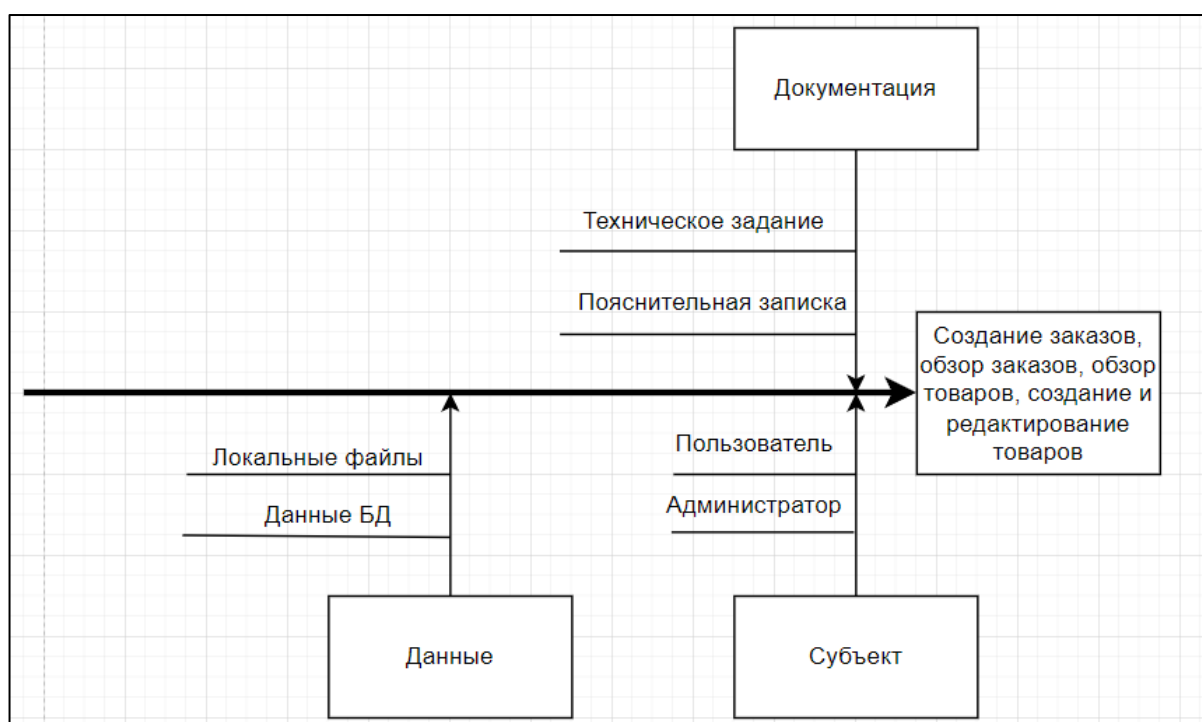 Документация
Техническое задание
Пояснительная записка
Создание заказов,
обзор заказов, обзор
товаров, создание и
редактирование
товаров
Локальные файлы
Данные БД
Пользователь
Администратор
Данные
Субъект